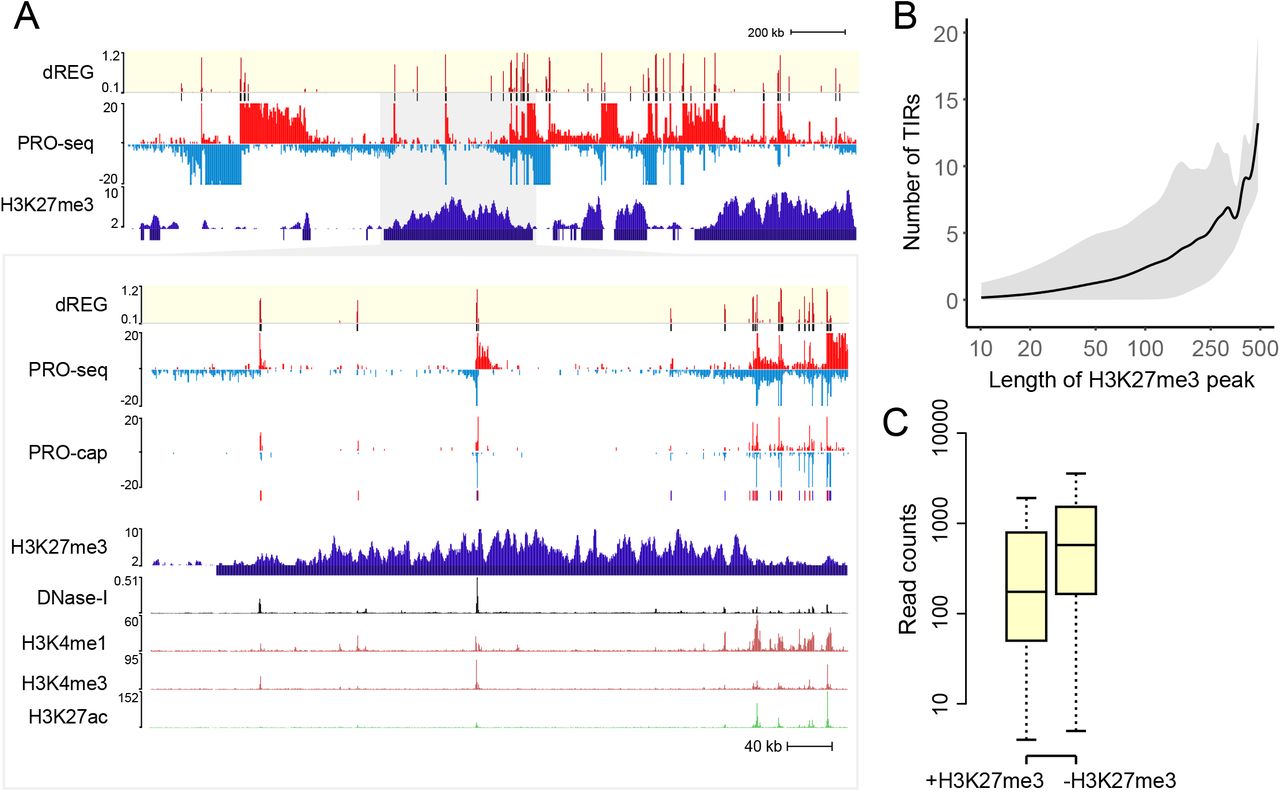 A
200 kb
dREG
1.2
0.1
PRO-seq
20
-20
H3K27me3
10
2
dREG
1.2
0.1
PRO-seq
20
-20
PRO-cap
20
-20
H3K27me3
10
2
DNase-I
0.51
H3K4me1
60
H3K4me3
95
H3K27ac
152
40 kb
B
Number of TIRs
20
15
10
5
0
10 20 50 100 250 500
Length of H3K27me3 peak
C
Read counts
10000
1000
100
10
+H3K27me3 -H3K27me3